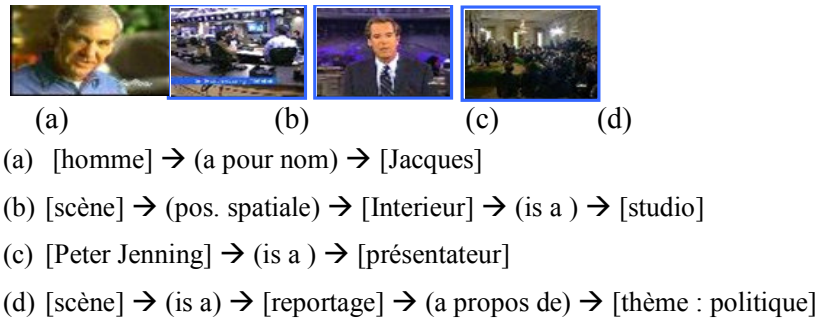 (a) (b) (c) (d)
(a) [homme] → (a pour nom) → [Jacques]
(b) [scène] → (pos. spatiale) → [Interieur] → (is a ) → [studio]
(c) [Peter Jenning] → (is a ) → [présentateur]
(d) [scène] → (is a) → [reportage] → (a propos de) → [thème : politique]